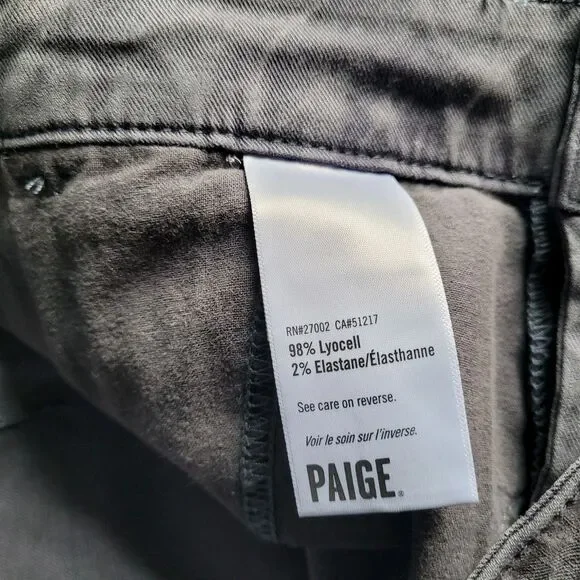 RN#27002 CA#51217
98% Lyocell
2% Elastane/Élasthanne
See care on reverse.
Voir le soin sur l'inverse.
PAIGE®